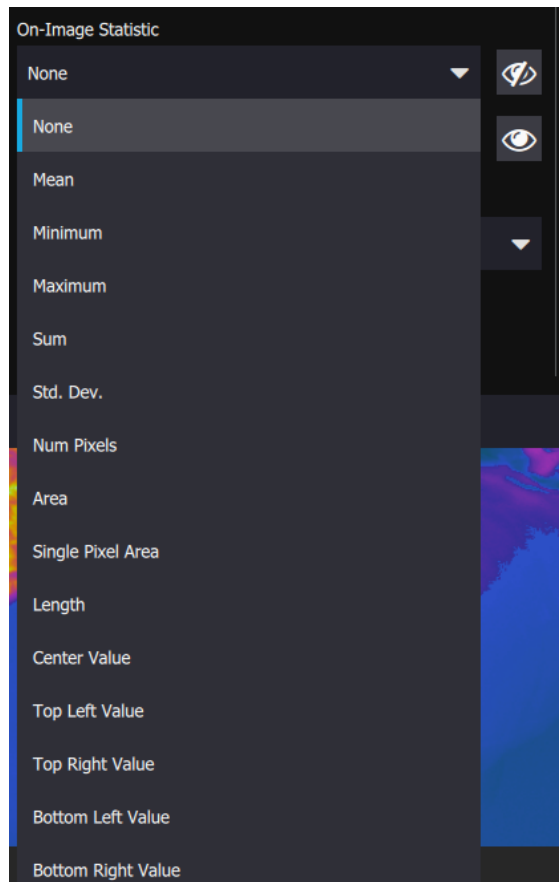 On-Image Statistic
None
None
Mean
Minimum
Maximum
Sum
Std. Dev.
Num Pixels
Area
Single Pixel Area
Length
Center Value
Top Left Value
Top Right Value
Bottom Left Value
Bottom Right Value